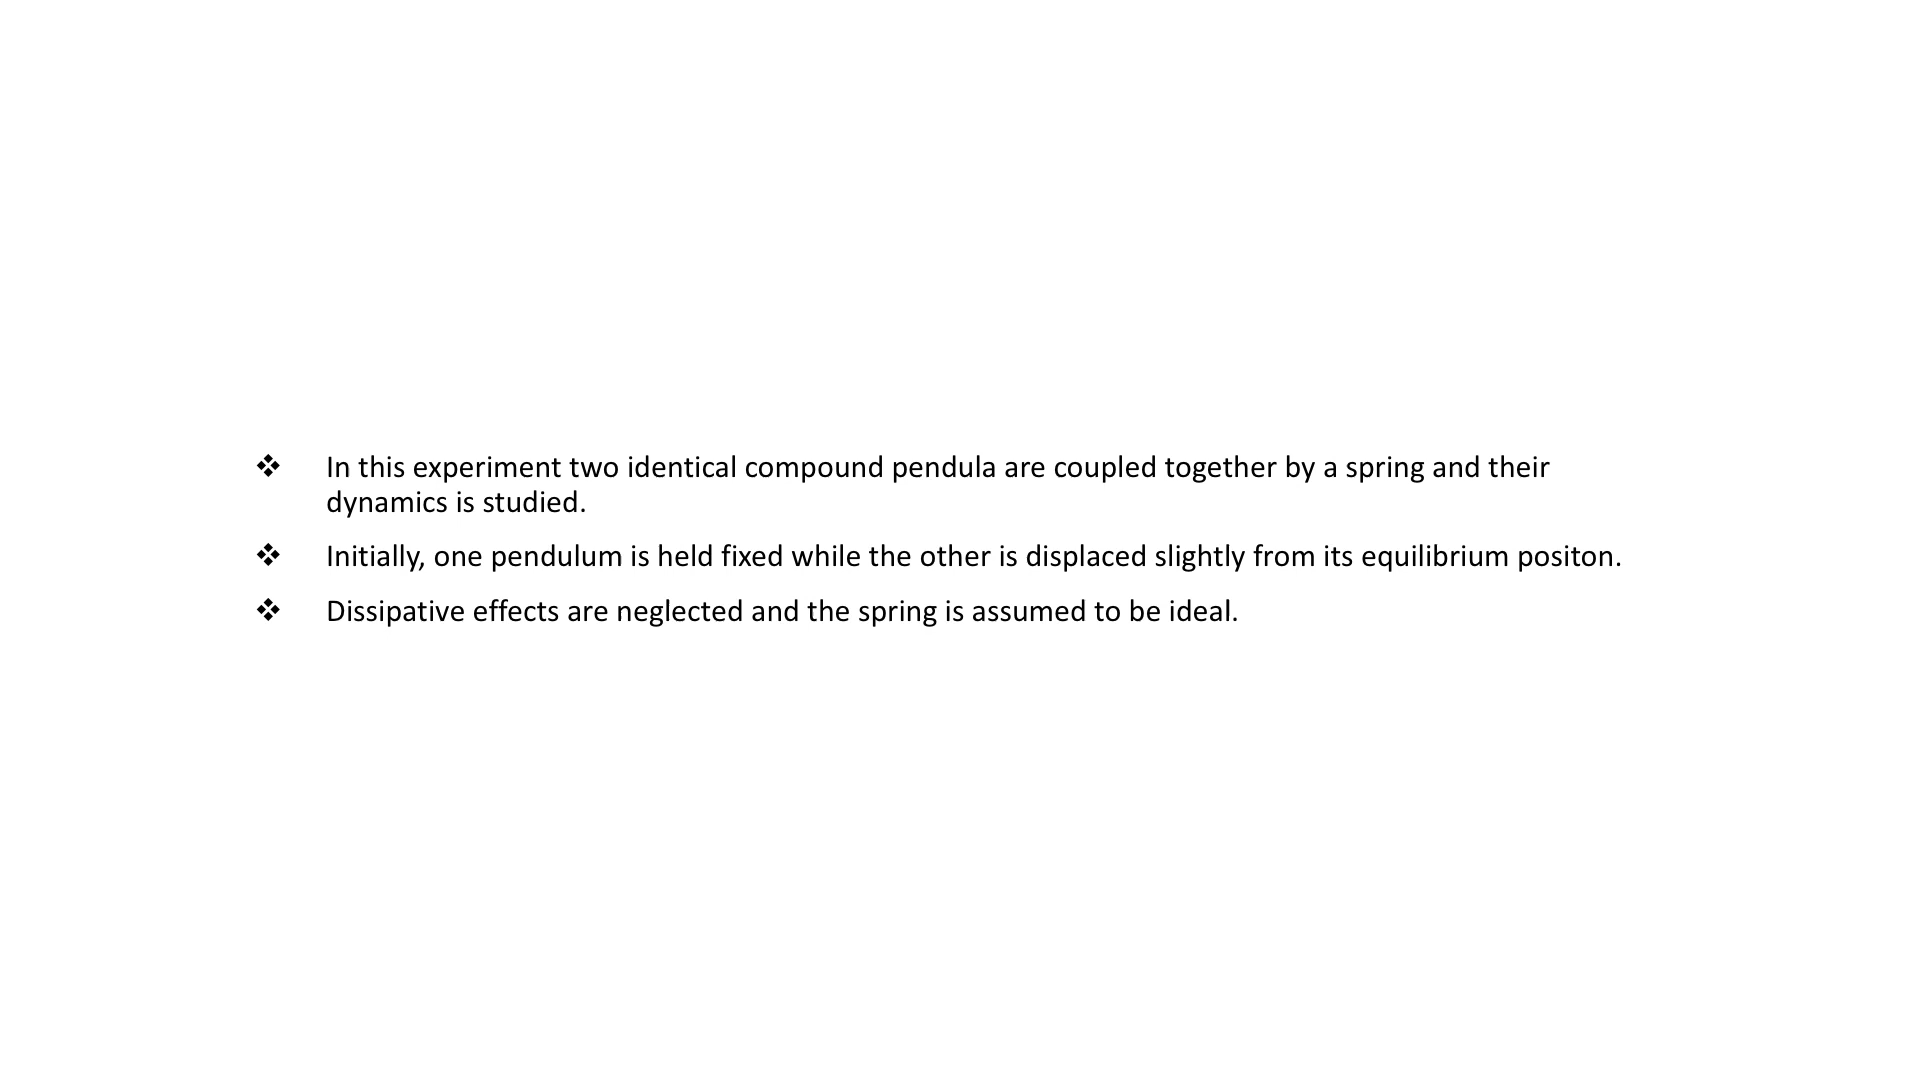 ❖ In this experiment two identical compound pendula are coupled together by a spring and their
dynamics is studied.
❖ Initially, one pendulum is held fixed while the other is displaced slightly from its equilibrium positon.
❖ Dissipative effects are neglected and the spring is assumed to be ideal.